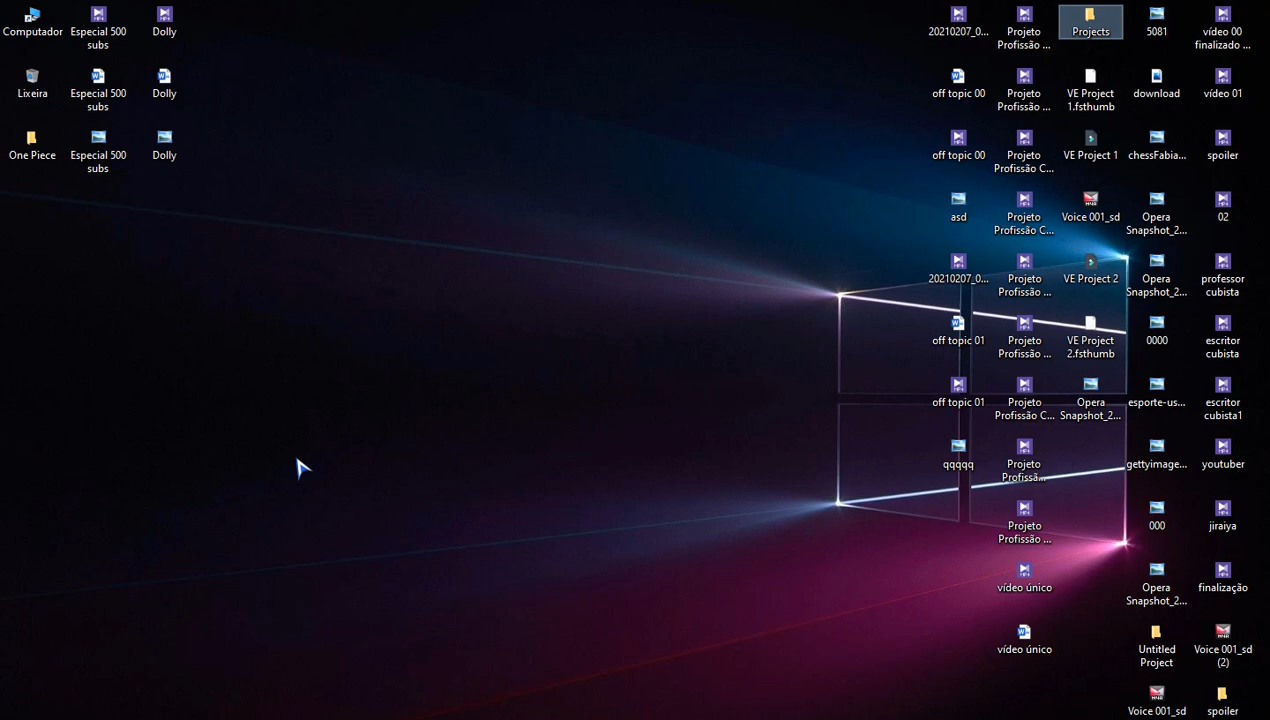 Computador
Lixeira
One Piece
Especial 500
subs
Especial 500
subs
Especial 500
subs
Dolly
Dolly
Dolly
20210207_0...
off topic 00
off topic 00
asd
20210207_0...
off topic 01
off topic 01
qqqqq
Projeto
Profissão ...
Projeto
Profissão ...
Projeto
Profissão C...
Projeto
Profissão C...
Projeto
Profissão ...
Projeto
Profissão ...
Projeto
Profissão C...
Projeto
Profissã...
Projeto
Profissão ...
vídeo único
vídeo único
Projects
VE Project
1.fsthumb
VE Project 1
Voice 001_sd
VE Project 2
VE Project
2.fsthumb
Opera
Snapshot_2...
5081
download
chessFabia...
Opera
Snapshot_2...
Opera
Snapshot_2...
0000
esporte-us...
gettyimage...
000
Opera
Snapshot_2...
Untitled
Project
Voice 001_sd
vídeo 00
finalizado ...
vídeo 01
spoiler
02
professor
cubista
escritor
cubista
escritor
cubista1
youtuber
jiraiya
finalização
Voice 001_sd
(2)
spoiler